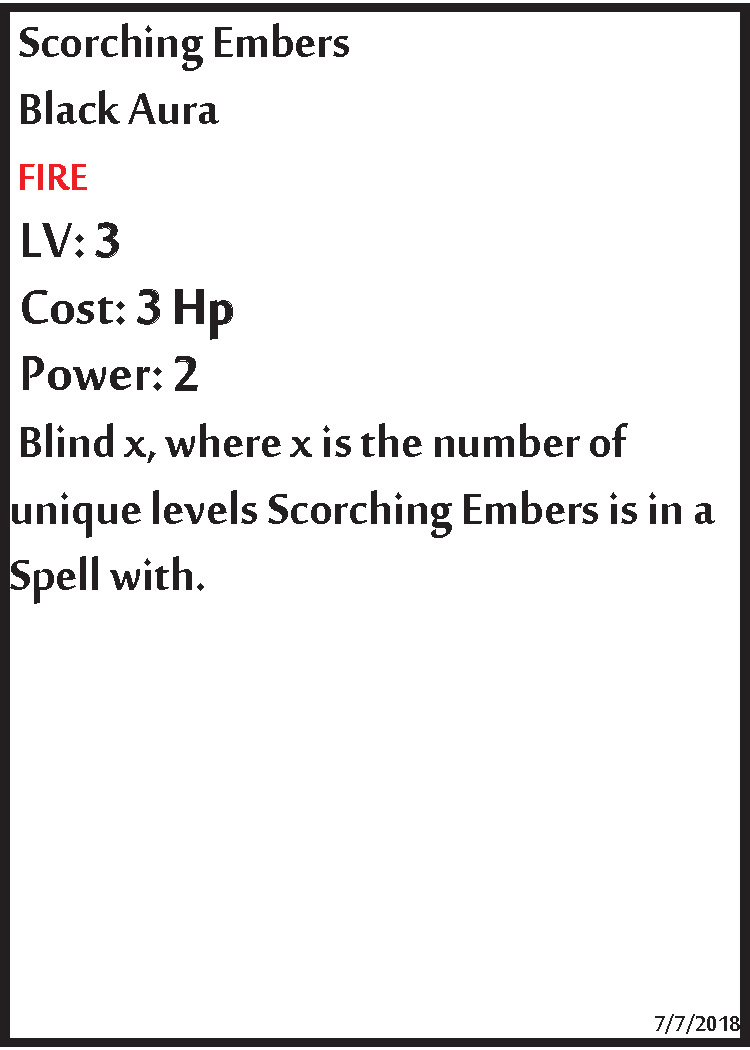 Scorching Embers
Black Aura
FIRE
LV: 3
Cost: 3 Hp
Power: 2
Blind x, where x is the number of
unique levels Scorching Embers is in a
Spell with.
7/7/2018